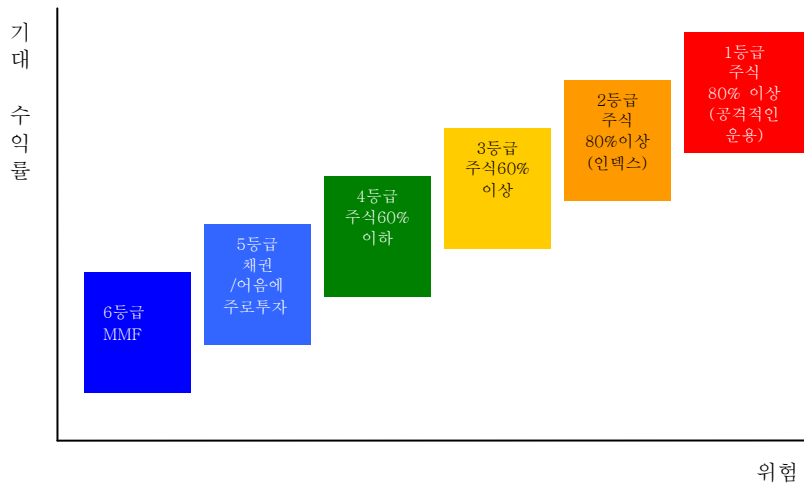 기대 수익률
1등급
주식
80% 이상
(공격적인
운용)
2등급
주식
80%이상
(인덱스)
3등급
주식60%
이상
4등급
주식60%
이하
5등급
채권
/어음에
주로투자
6등급
MMF
위험